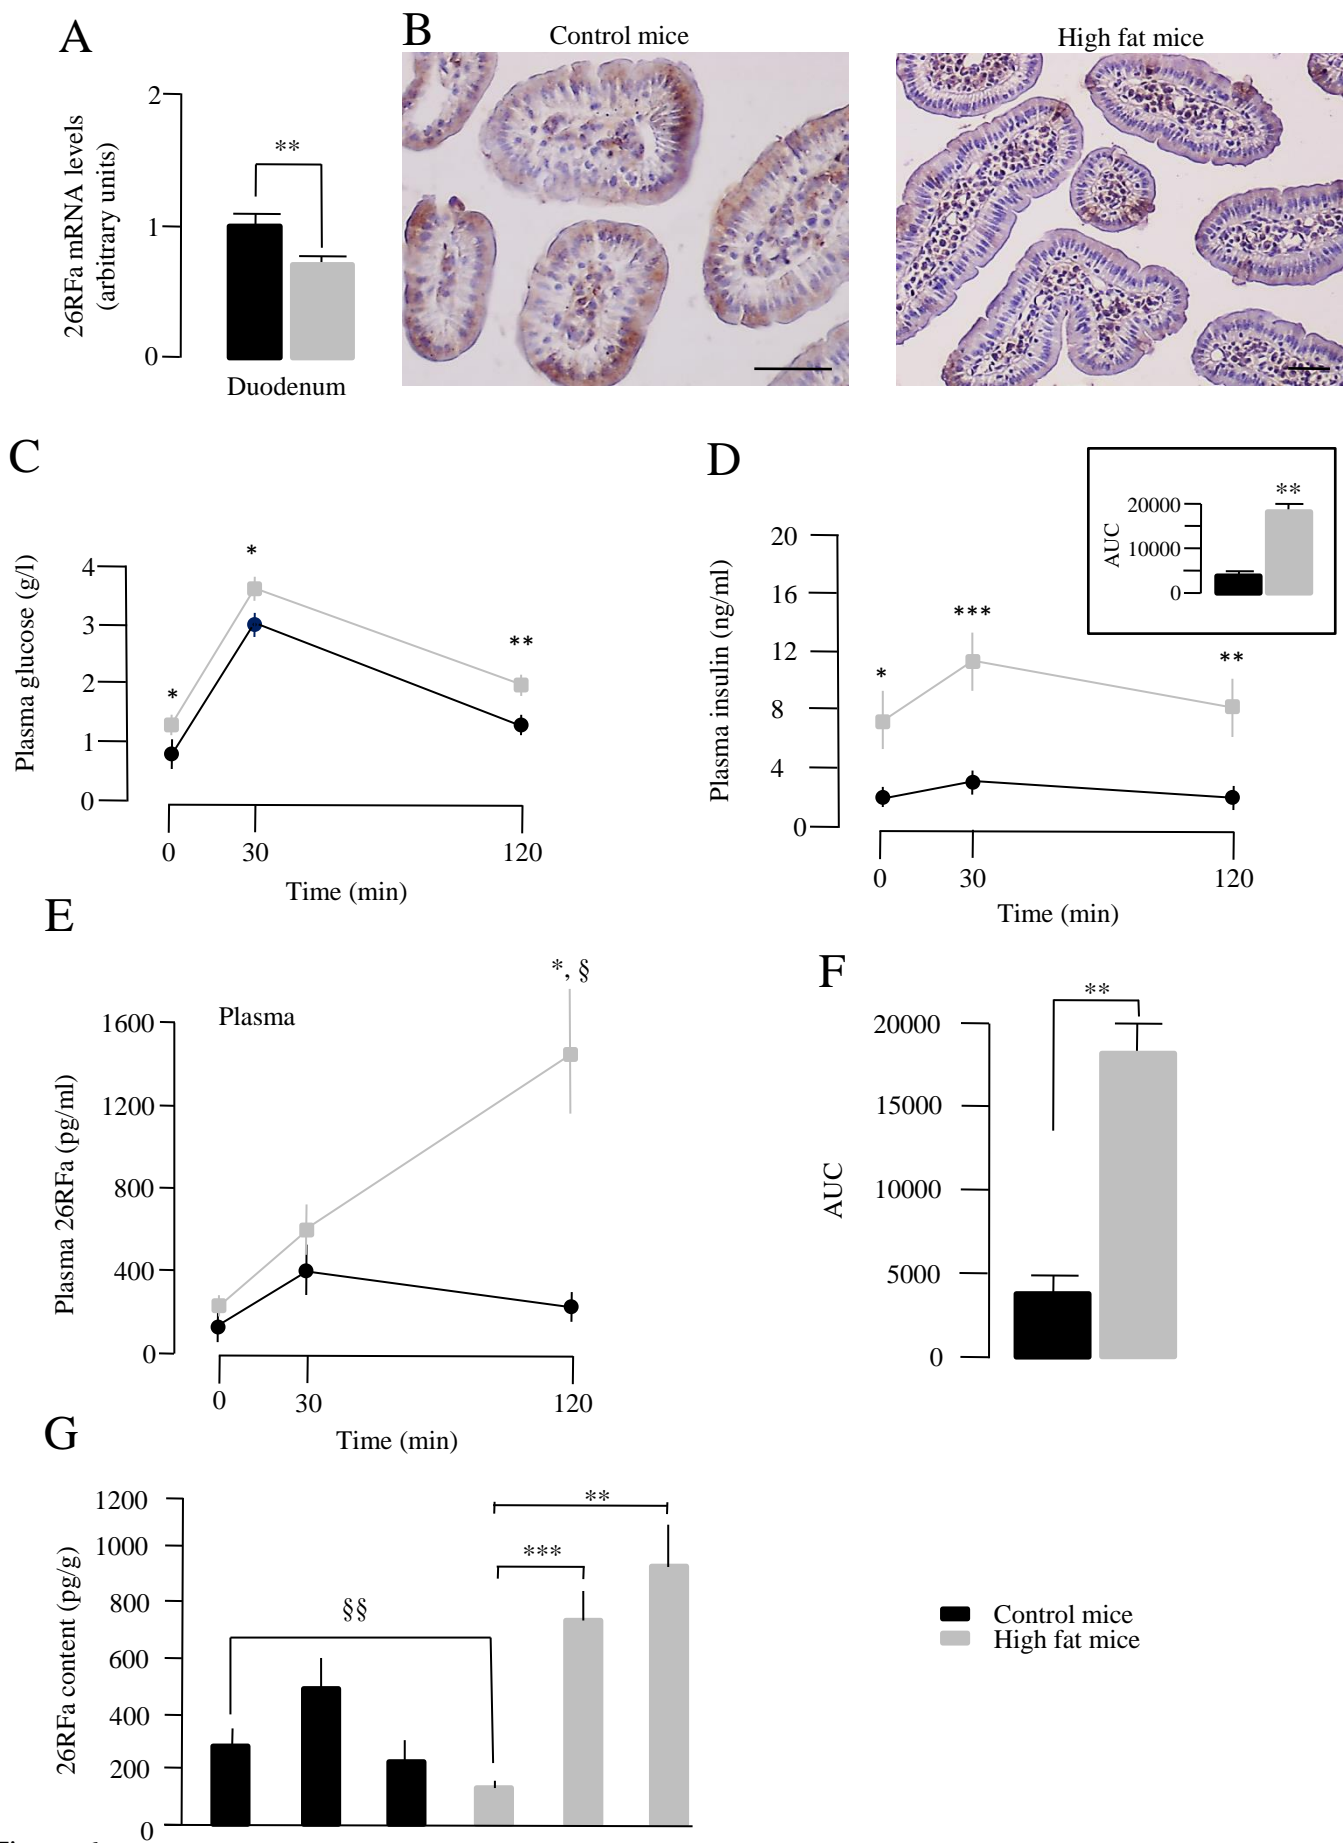 A
26RFa mRNA levels
(arbitrary units)
2
1
0
**
Duodenum
B
Control mice
High fat mice
C
Plasma glucose (g/l)
4
3
2
1
0
*
*
**
0 30 120
Time (min)
D
Plasma insulin (ng/ml)
20
16
12
8
4
0
*
***
**
0 30 120
Time (min)
AUC
20000
10000
0
**
E
Plasma
Plasma 26RFa (pg/ml)
1600
1200
800
400
0
*, §
0 30 120
Time (min)
F
AUC
20000
15000
10000
5000
0
**
G
26RFa content (pg/g)
1200
1000
800
600
400
200
0
§§
***
**
Control mice
High fat mice